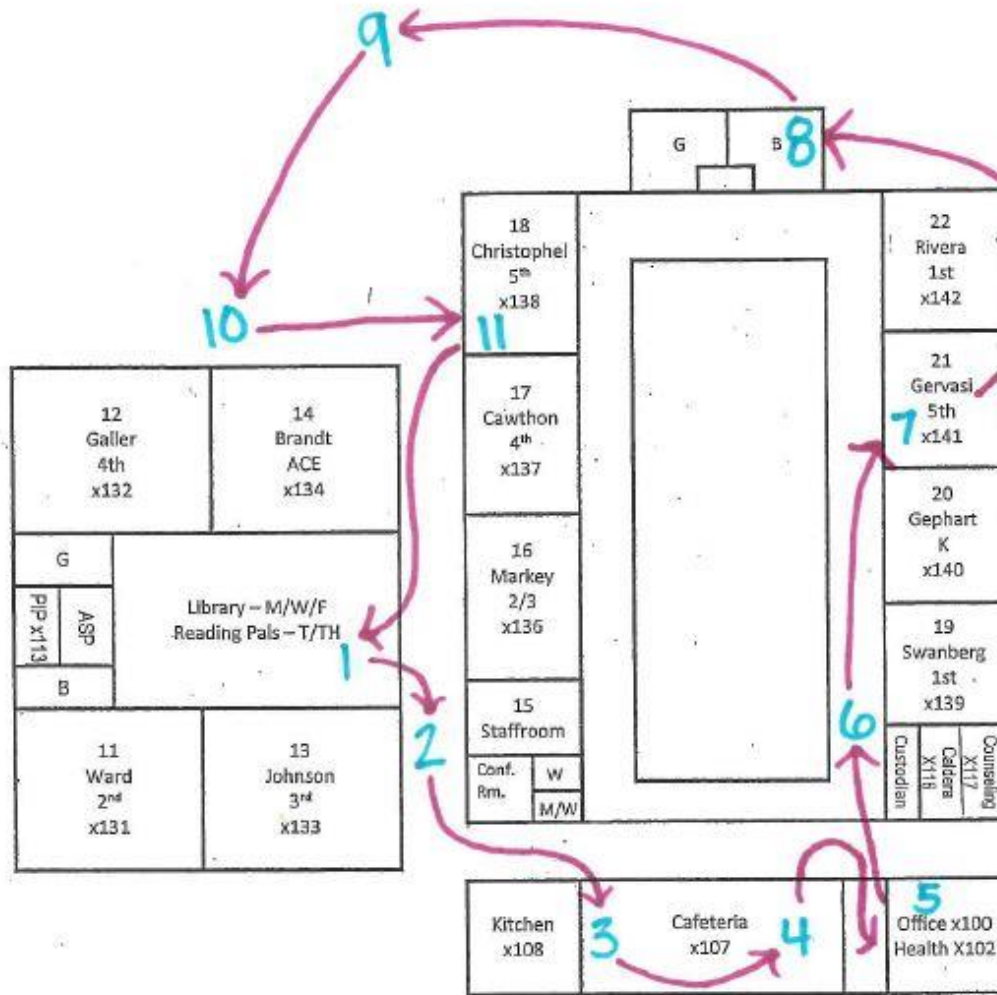 9
8
G
B
18
Christophel
5th
x138
22
Rivera
1st
x142
10
11
12
Galler
4th
x132
14
Brandt
ACE
x134
17
Cawthon
4th
x137
21
Gervasi
5th
x141
7
G
PIP x113
ASP
B
Library – M/W/F
Reading Pals – T/TH
1
16
Markey
2/3
x136
20
Gephart
K
x140
19
Swanberg
1st
x139
2
6
15
Staffroom
Conf.
Rm.
W
M/W
Custodian
Caldera
X116
Counseling
X117
11
Ward
2nd
x131
13
Johnson
3rd
x133
Kitchen
x108
3
Cafeteria
x107
4
5
Office x100
Health X102